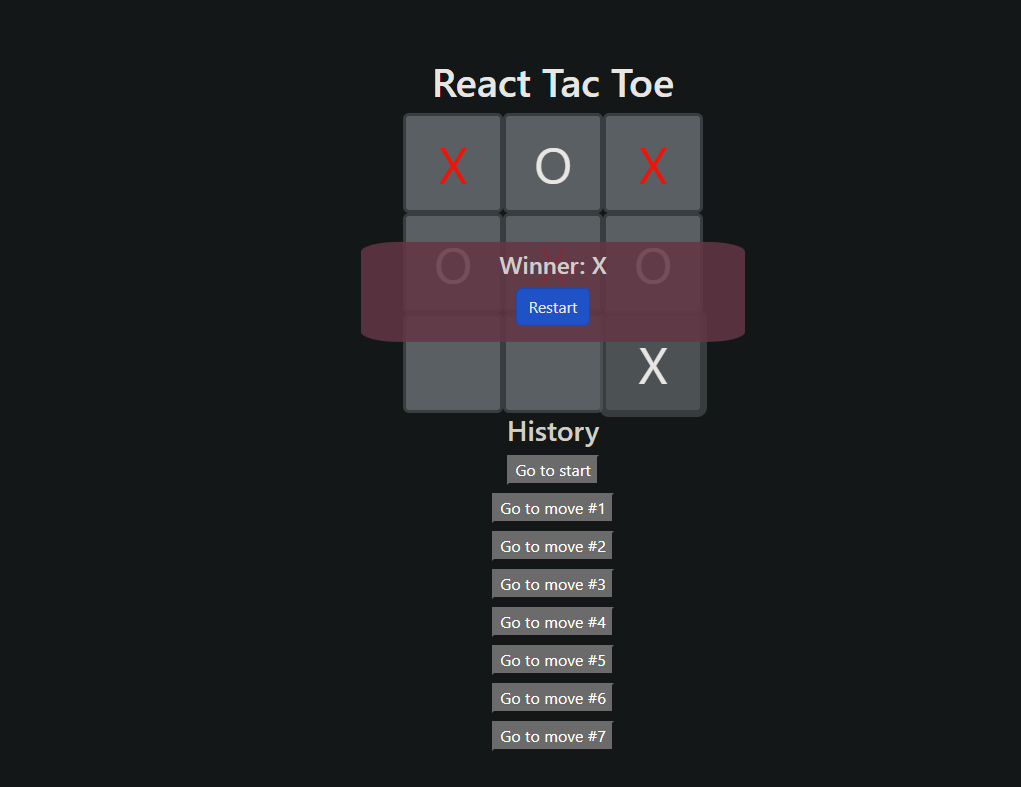 React Tac Toe
X O X
O O
Winner: X
Restart
X
History
Go to start
Go to move #1
Go to move #2
Go to move #3
Go to move #4
Go to move #5
Go to move #6
Go to move #7